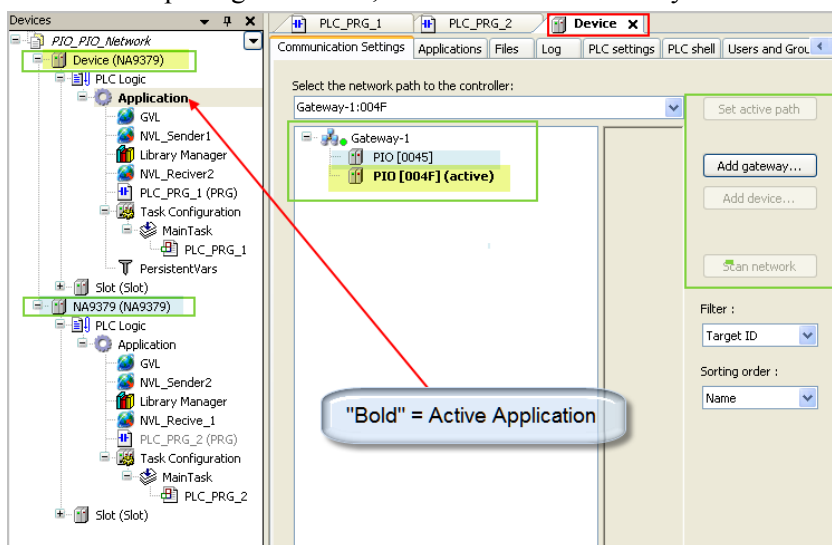 Devices
PIO_PIO_Network
Device (NA9379)
PLC Logic
Application
GVL
NVL_Sender1
Library Manager
NVL_Reciver2
PLC_PRG_1 (PRG)
Task Configuration
MainTask
PLC_PRG_1
PersistentVars
Slot (Slot)
NA9379 (NA9379)
PLC Logic
Application
GVL
NVL_Sender2
Library Manager
NVL_Recive_1
PLC_PRG_2 (PRG)
Task Configuration
MainTask
PLC_PRG_2
Slot (Slot)
PLC_PRG_1 PLC_PRG_2 Device X
Communication Settings Applications Files Log PLC settings PLC shell Users and Grou
Select the network path to the controller:
Gateway-1:004F
Gateway-1
PIO [0045]
PIO [004F] (active)
Set active path
Add gateway...
Add device...
Scan network
Filter :
Target ID
Sorting order :
Name
"Bold" = Active Application